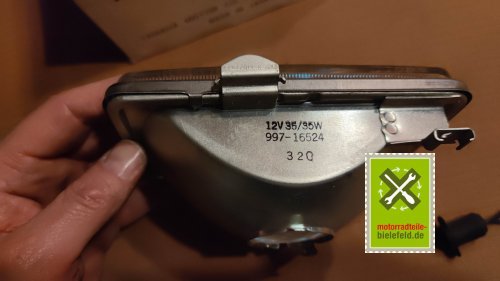 12V 35/35W
997-16524
320
motorradteile-
bielefeld.de